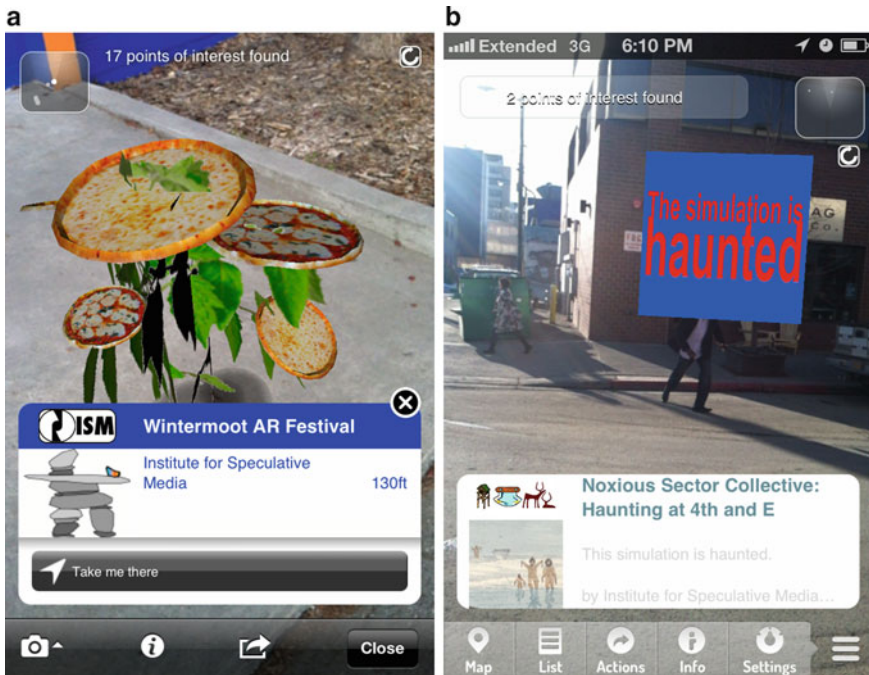 a
17 points of interest found
ISM
Wintermoot AR Festival
Institute for Speculative
Media
130ft
Take me there
Close
b
Extended 3G 6:10 PM
2 points of interest found
The simulation is
haunted
AG
Co.
Noxious Sector Collective:
Haunting at 4th and E
This simulation is haunted.
by Institute for Speculative Media...
Map
List
Actions
Info
Settings